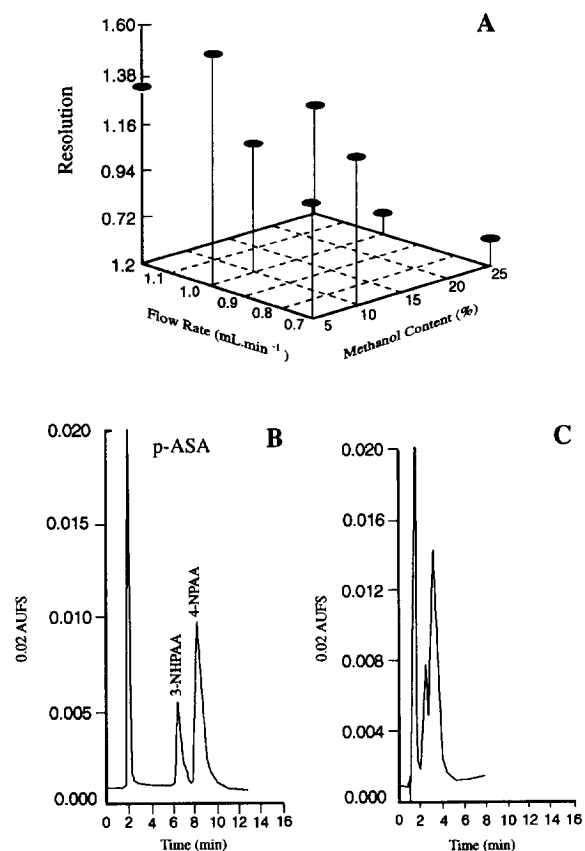 A
Resolution
1.60
1.38
1.16
0.94
0.72
1.2
1.1
1.0
0.9
0.8
0.7
Flow Rate (mL.min ⁻¹)
5
10
15
20
25
Methanol Content (%)
B
p-ASA
0.02 AUFS
0.020
0.015
0.010
0.005
0.000
3-NHPAA
4-NPAA
0 2 4 6 8 10 12 14 16
Time (min)
C
0.02 AUFS
0.020
0.016
0.012
0.008
0.004
0.000
0 2 4 6 8 10 12 14 16
Time (min)